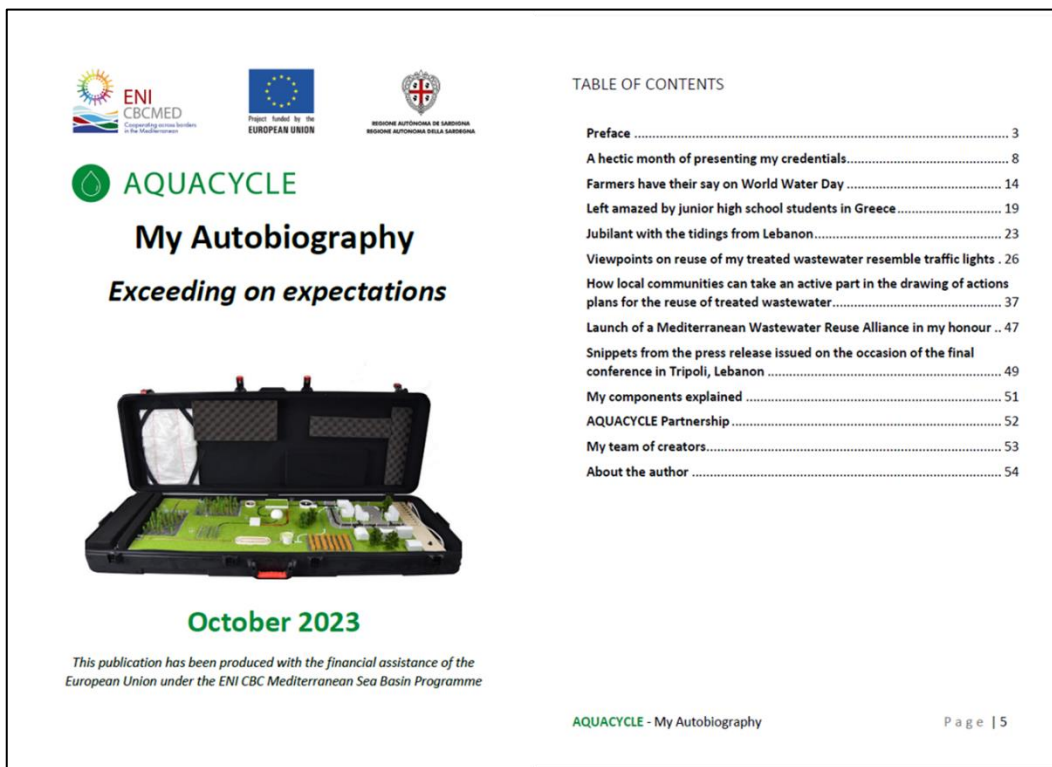 ENI
CBCMED
Cooperating across borders
in the Mediterranean
Project funded by the
EUROPEAN UNION
REGIONE AUTÒNOMA DE SARDIGNA
REGIONE AUTONOMA DELLA SARDEGNA
AQUACYCLE
My Autobiography
Exceeding on expectations
October 2023
This publication has been produced with the financial assistance of the
European Union under the ENI CBC Mediterranean Sea Basin Programme
TABLE OF CONTENTS
Preface ........ 3
A hectic month of presenting my credentials........ 8
Farmers have their say on World Water Day ........ 14
Left amazed by junior high school students in Greece........ 19
Jubilant with the tidings from Lebanon........ 23
Viewpoints on reuse of my treated wastewater resemble traffic lights . 26
How local communities can take an active part in the drawing of actions
plans for the reuse of treated wastewater........ 37
Launch of a Mediterranean Wastewater Reuse Alliance in my honour .. 47
Snippets from the press release issued on the occasion of the final
conference in Tripoli, Lebanon ........ 49
My components explained ........ 51
AQUACYCLE Partnership ........ 52
My team of creators........ 53
About the author ........ 54
AQUACYCLE - My Autobiography
Page | 5